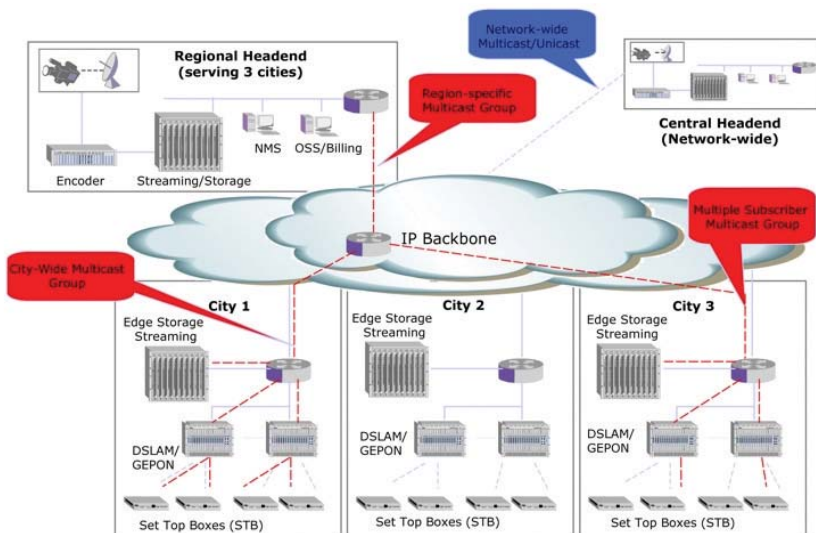 Regional Headend
(serving 3 cities)
NMS
OSS/Billing
Encoder
Streaming/Storage
Network-wide
Multicast/Unicast
Region-specific
Multicast Group
Central Headend
(Network-wide)
IP Backbone
Multiple Subscriber
Multicast Group
City-Wide Multicast
Group
City 1
Edge Storage
Streaming
DSLAM/
GEPON
Set Top Boxes (STB)
City 2
Edge Storage
Streaming
DSLAM/
GEPON
Set Top Boxes (STB)
City 3
Edge Storage
Streaming
DSLAM/
GEPON
Set Top Boxes (STB)